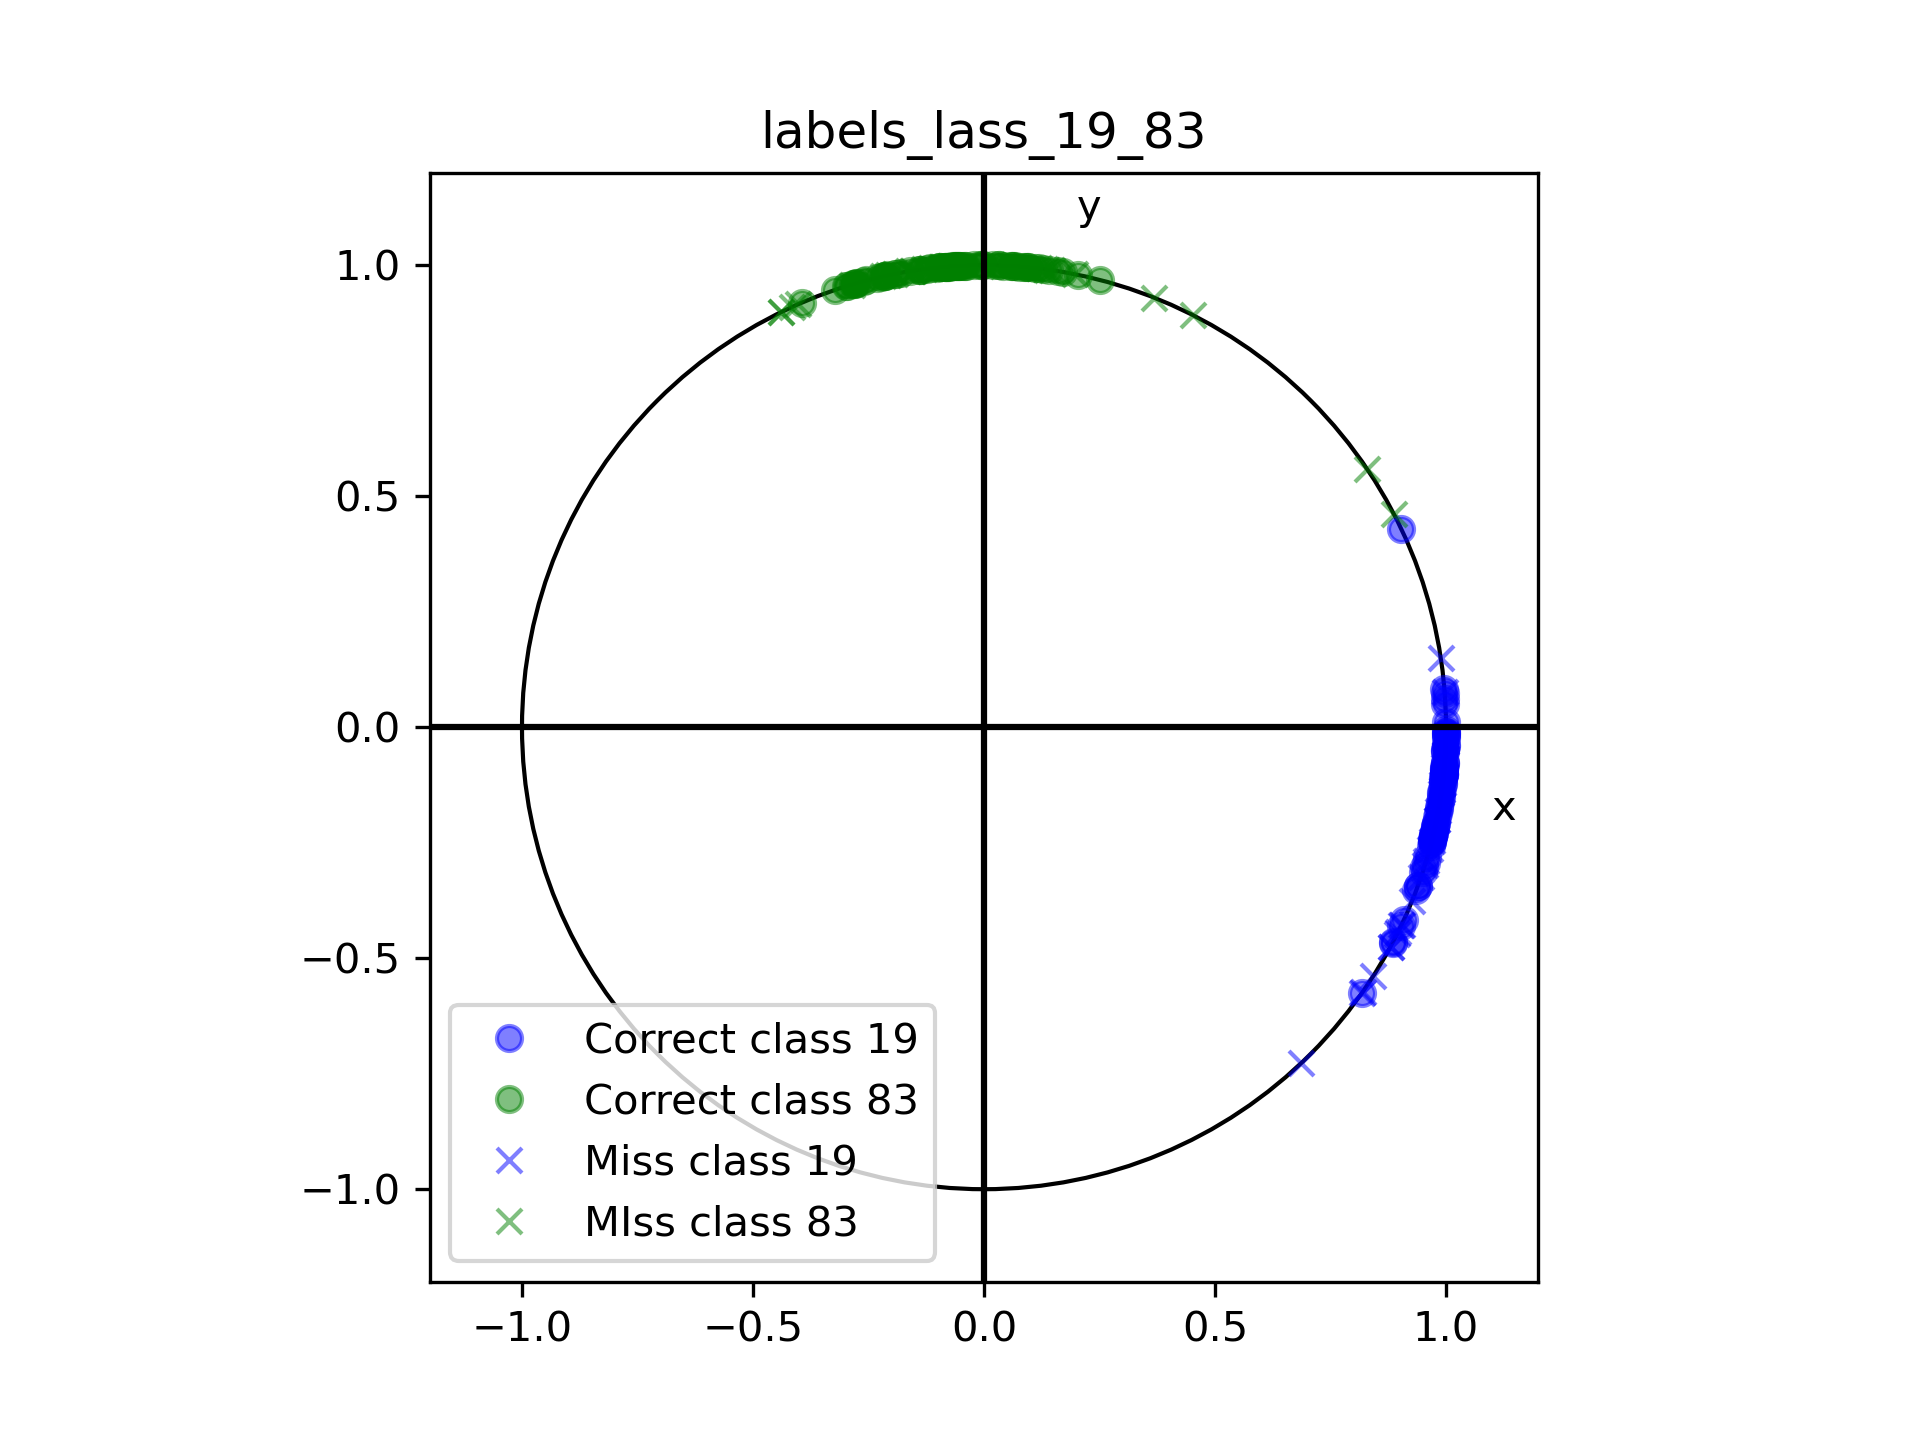 labels_lass_19_83
y
1.0
0.5
0.0
x
−0.5
−1.0
Correct class 19
Correct class 83
Miss class 19
MIss class 83
−1.0 −0.5 0.0 0.5 1.0